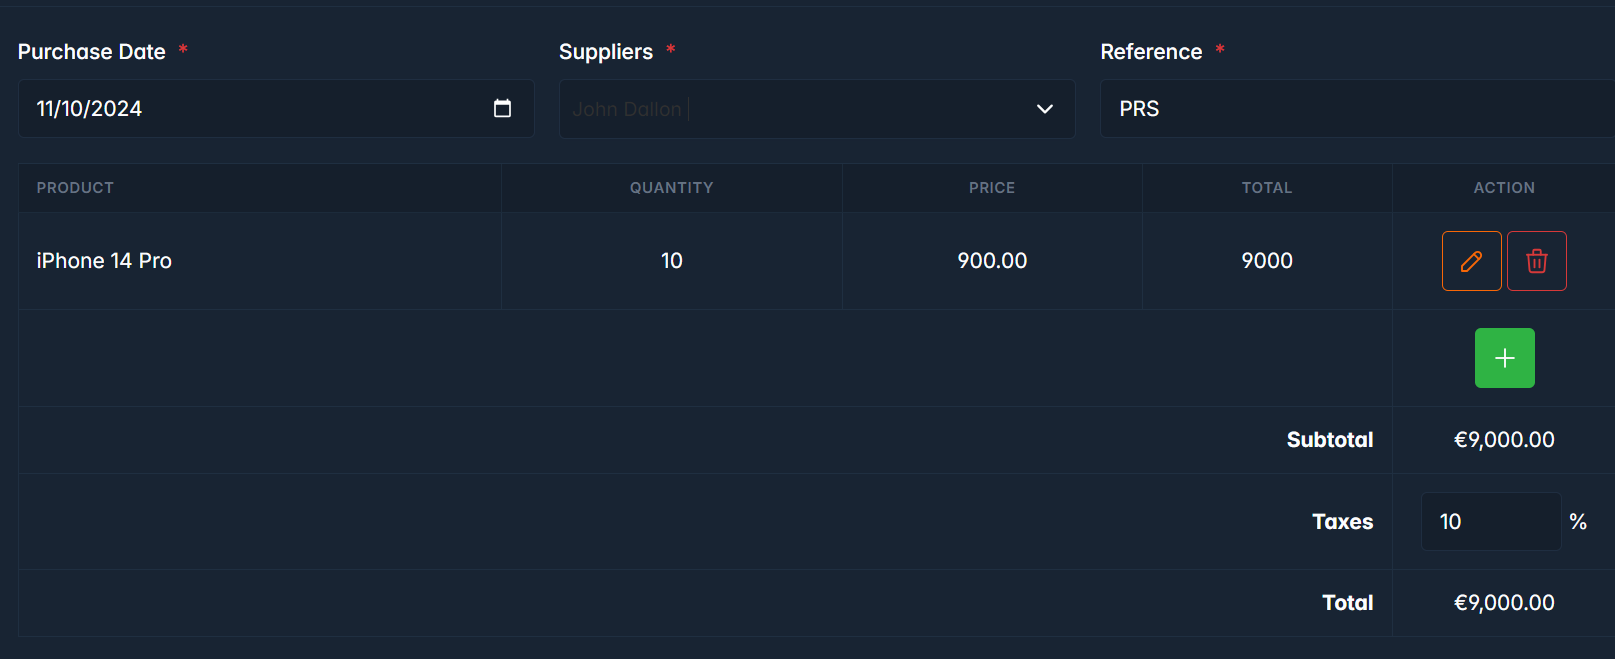 Purchase Date * Suppliers * Reference *
11/10/2024 John Dallon PRS
PRODUCT QUANTITY PRICE TOTAL ACTION
iPhone 14 Pro 10 900.00 9000
Subtotal €9,000.00
Taxes 10 %
Total €9,000.00